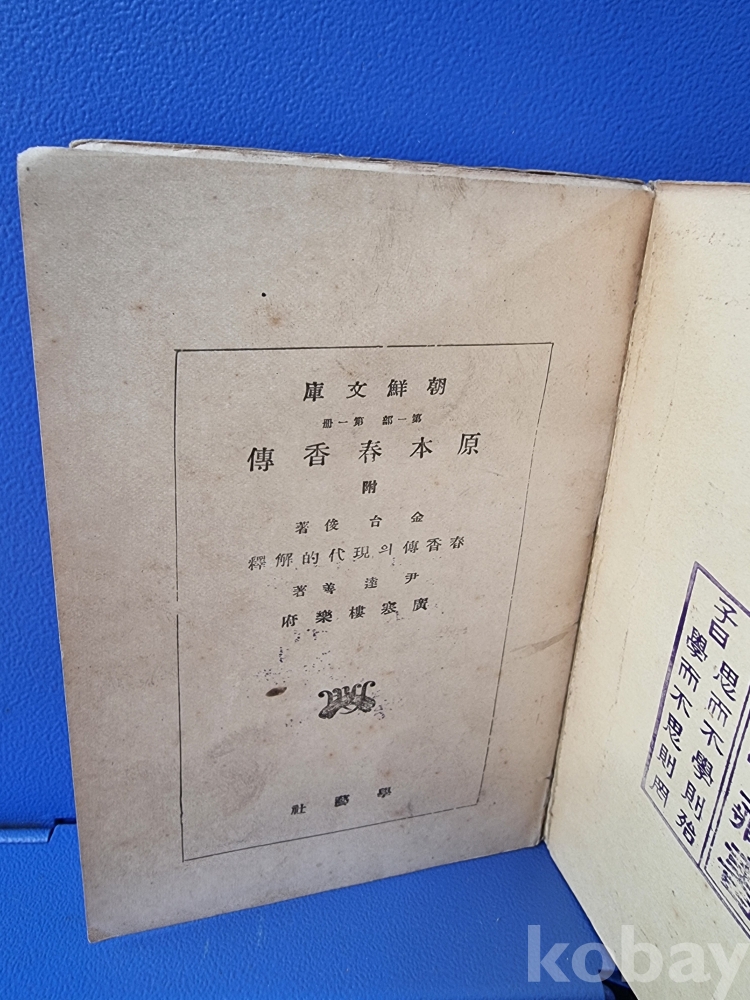 朝鮮文庫
第一部 第一冊
原本春香傳
附
金台俊著
春香傳의現代的解釋
尹達善著
廣寒樓樂府
學藝社
子曰 思而不學則殆
學而不思則罔
kobay